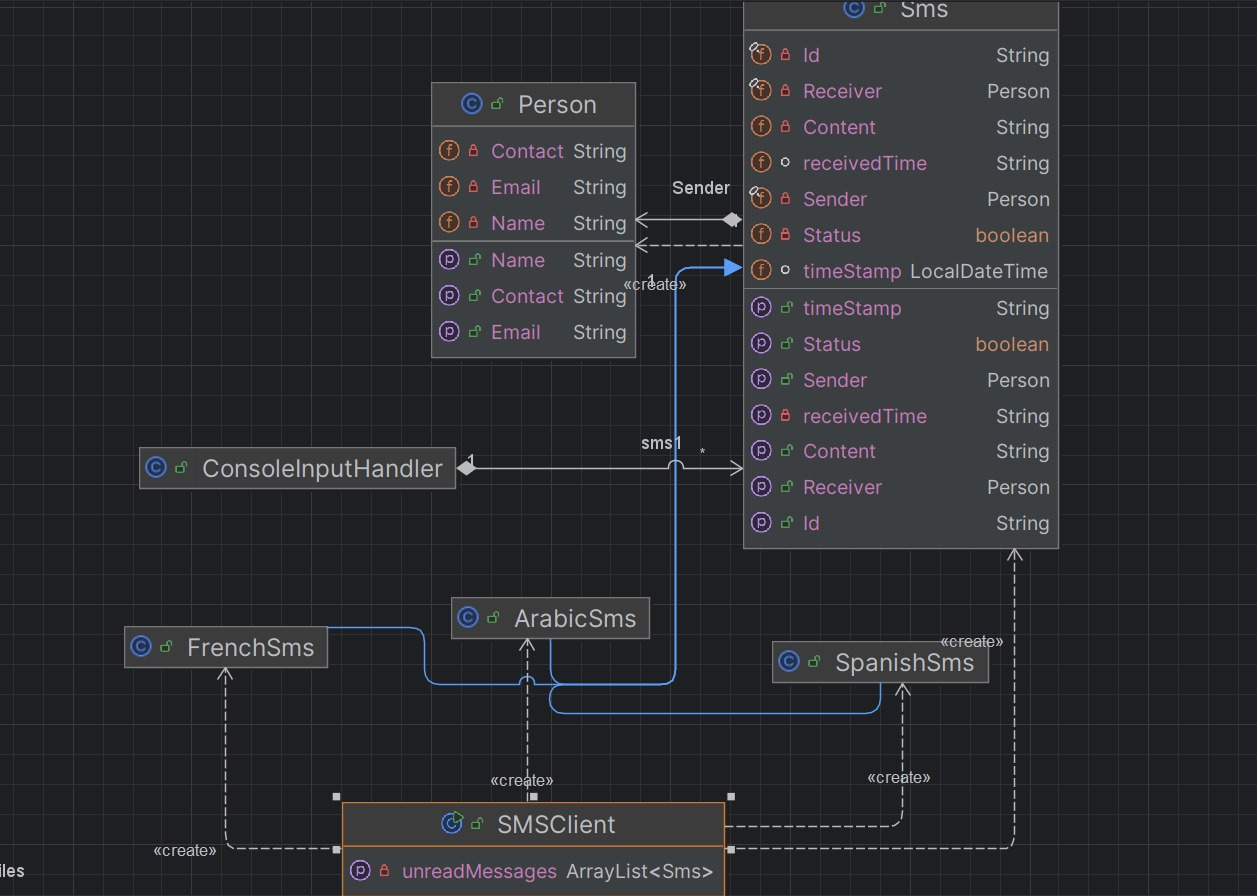 Sms
Id String
Receiver Person
Content String
receivedTime String
Sender Person
Status boolean
timeStamp LocalDateTime
timeStamp String
Status boolean
Sender Person
receivedTime String
Content String
Receiver Person
Id String
Person
Contact String
Email String
Name String
Name String
Contact String
Email String
Sender
1
«create»
ConsoleInputHandler
1
sms1
*
FrenchSms
ArabicSms
SpanishSms
«create»
«create»
«create»
«create»
SMSClient
unreadMessages ArrayList<Sms>
iles